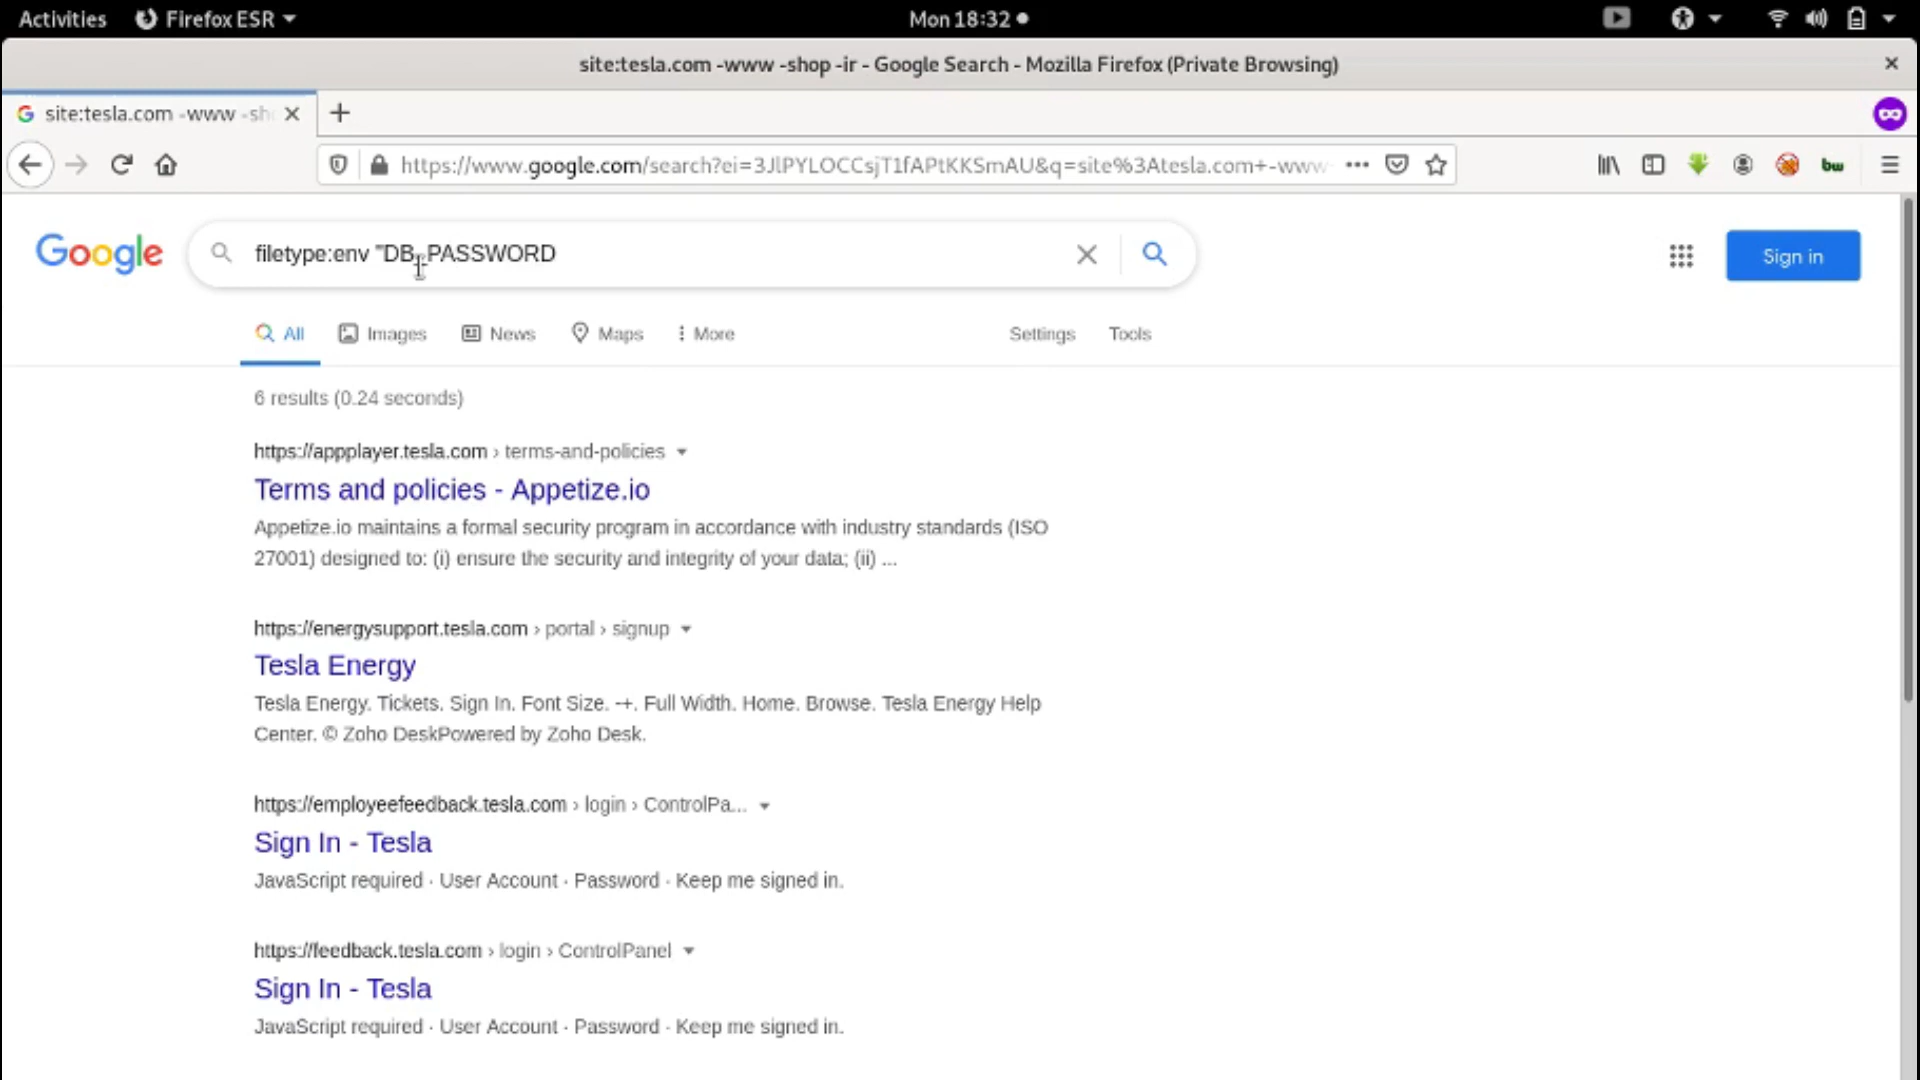 Activities Firefox ESR Mon 18:32
site:tesla.com -www -shop -ir - Google Search - Mozilla Firefox (Private Browsing)
site:tesla.com -www -sh
https://www.google.com/search?ei=3JlPYLOCCsjT1fAPtKKSmAU&q=site%3Atesla.com+-www-
bw
Google filetype:env "DB_PASSWORD Sign in
All Images News Maps More Settings Tools
6 results (0.24 seconds)
https://appplayer.tesla.com › terms-and-policies
Terms and policies - Appetize.io
Appetize.io maintains a formal security program in accordance with industry standards (ISO
27001) designed to: (i) ensure the security and integrity of your data; (ii) ...
https://energysupport.tesla.com › portal › signup
Tesla Energy
Tesla Energy. Tickets. Sign In. Font Size. -+. Full Width. Home. Browse. Tesla Energy Help
Center. © Zoho DeskPowered by Zoho Desk.
https://employeefeedback.tesla.com › login › ControlPa...
Sign In - Tesla
JavaScript required · User Account · Password · Keep me signed in.
https://feedback.tesla.com › login › ControlPanel
Sign In - Tesla
JavaScript required · User Account · Password · Keep me signed in.